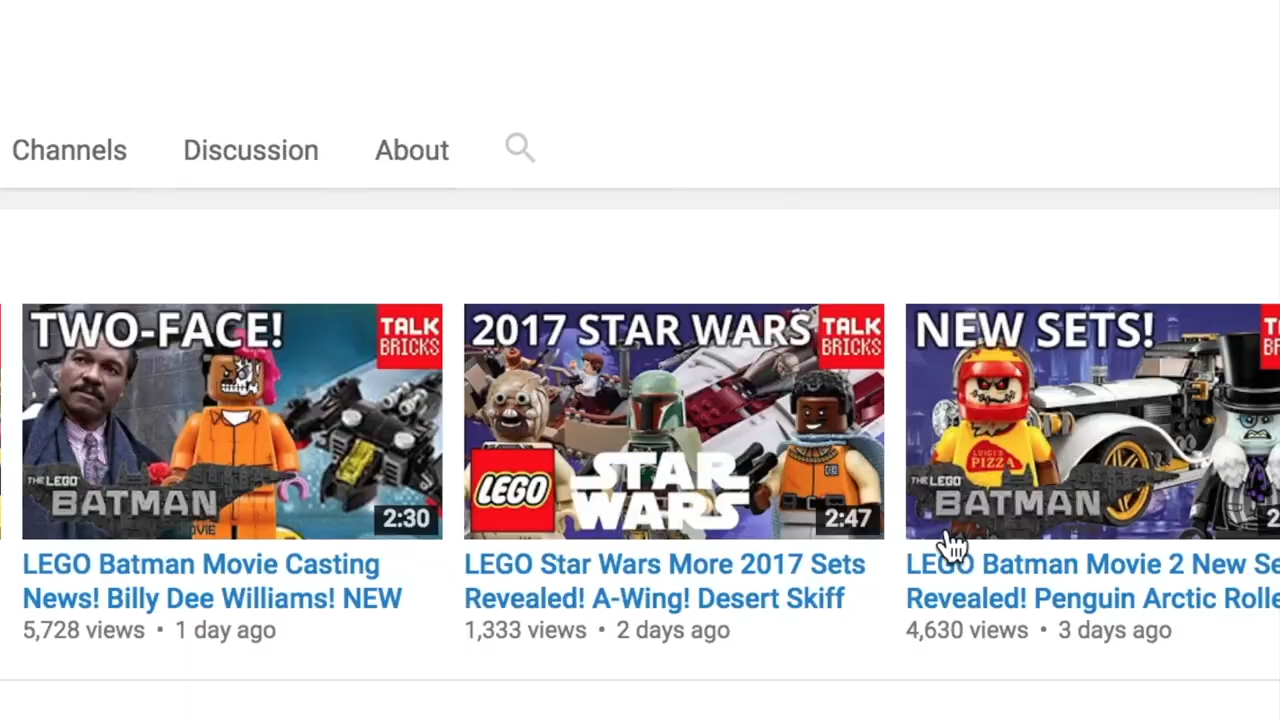 Channels Discussion About
TWO-FACE!
TALK
BRICKS
THE LEGO
BATMAN
MOVIE
2:30
LEGO Batman Movie Casting
News! Billy Dee Williams! NEW
5,728 views • 1 day ago
2017 STAR WARS
TALK
BRICKS
LEGO
STAR
WARS
2:47
LEGO Star Wars More 2017 Sets
Revealed! A-Wing! Desert Skiff
1,333 views • 2 days ago
NEW SETS!
LUIGI'S
PIZZA
THE LEGO
BATMAN
LEGO Batman Movie 2 New Se
Revealed! Penguin Arctic Rolle
4,630 views • 3 days ago